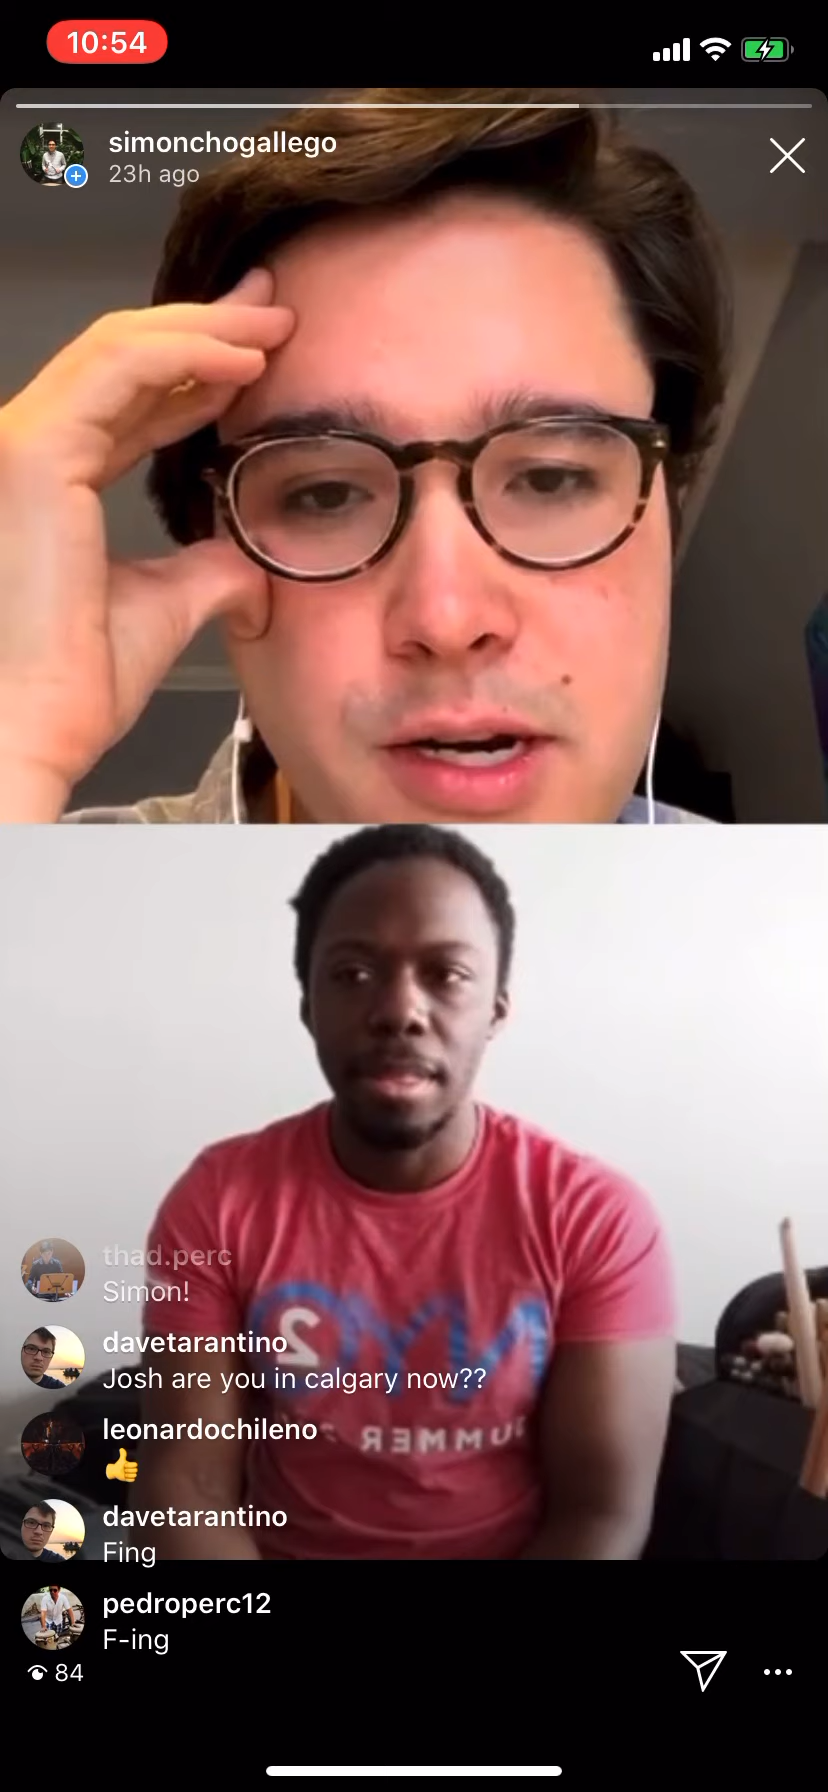 10:54
simonchogallego
23h ago
thad.perc
Simon!
davetarantino
Josh are you in calgary now??
leonardochileno
👍
davetarantino
Fing
pedroperc12
F-ing
84
NYO2